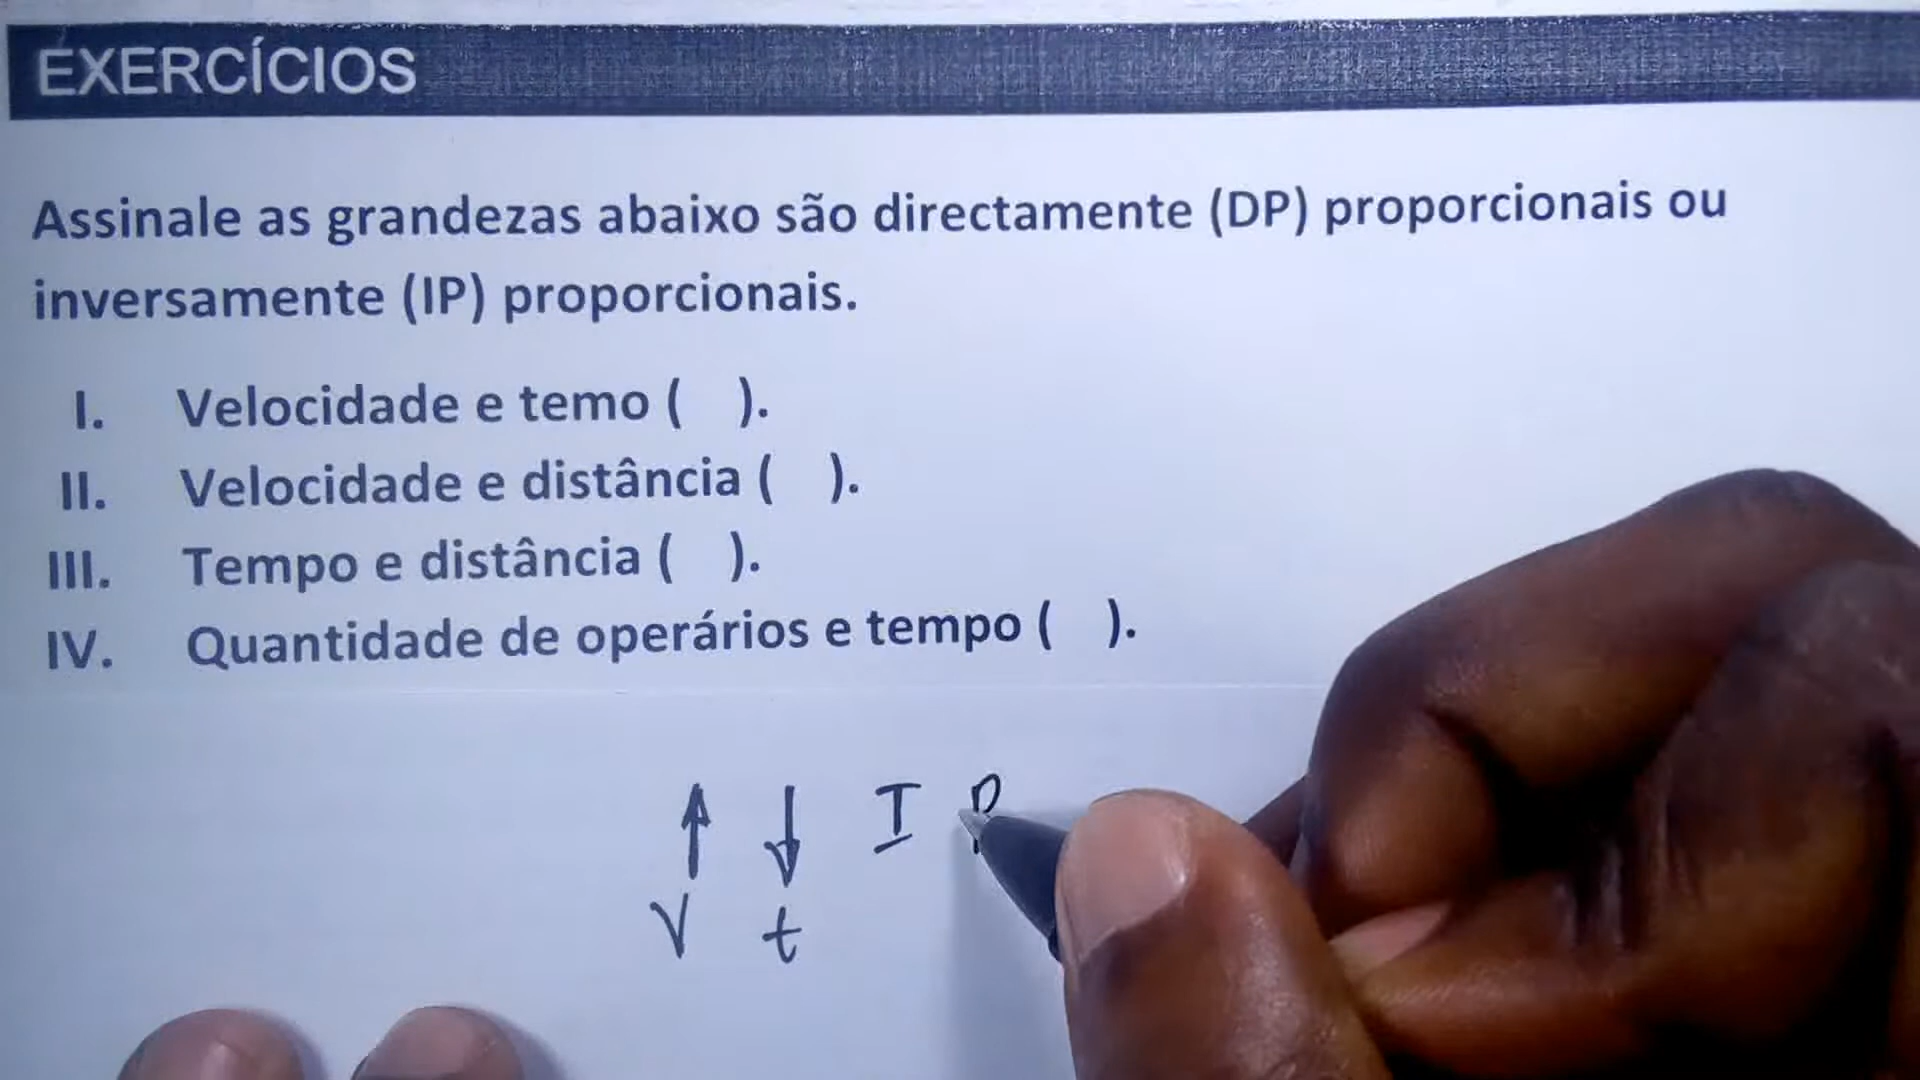 EXERCÍCIOS
Assinale as grandezas abaixo são directamente (DP) proporcionais ou
inversamente (IP) proporcionais.
I. Velocidade e temo ( ).
II. Velocidade e distância ( ).
III. Tempo e distância ( ).
IV. Quantidade de operários e tempo ( ).
↑ ↓ I P
V t